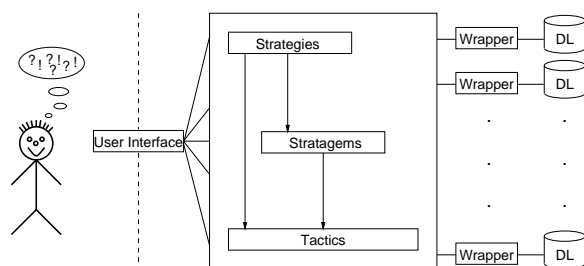 ?!?!?!
??
Strategies
Wrapper
DL
Wrapper
DL
User Interface
Stratagems
Tactics
Wrapper
DL